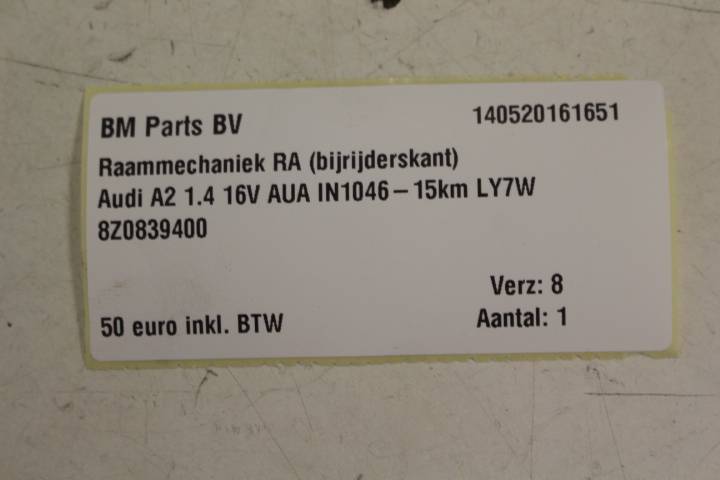 BM Parts BV 140520161651
Raammechaniek RA (bijrijderskant)
Audi A2 1.4 16V AUA IN1046 – 15km LY7W
8Z0839400
Verz: 8
50 euro inkl. BTW Aantal: 1